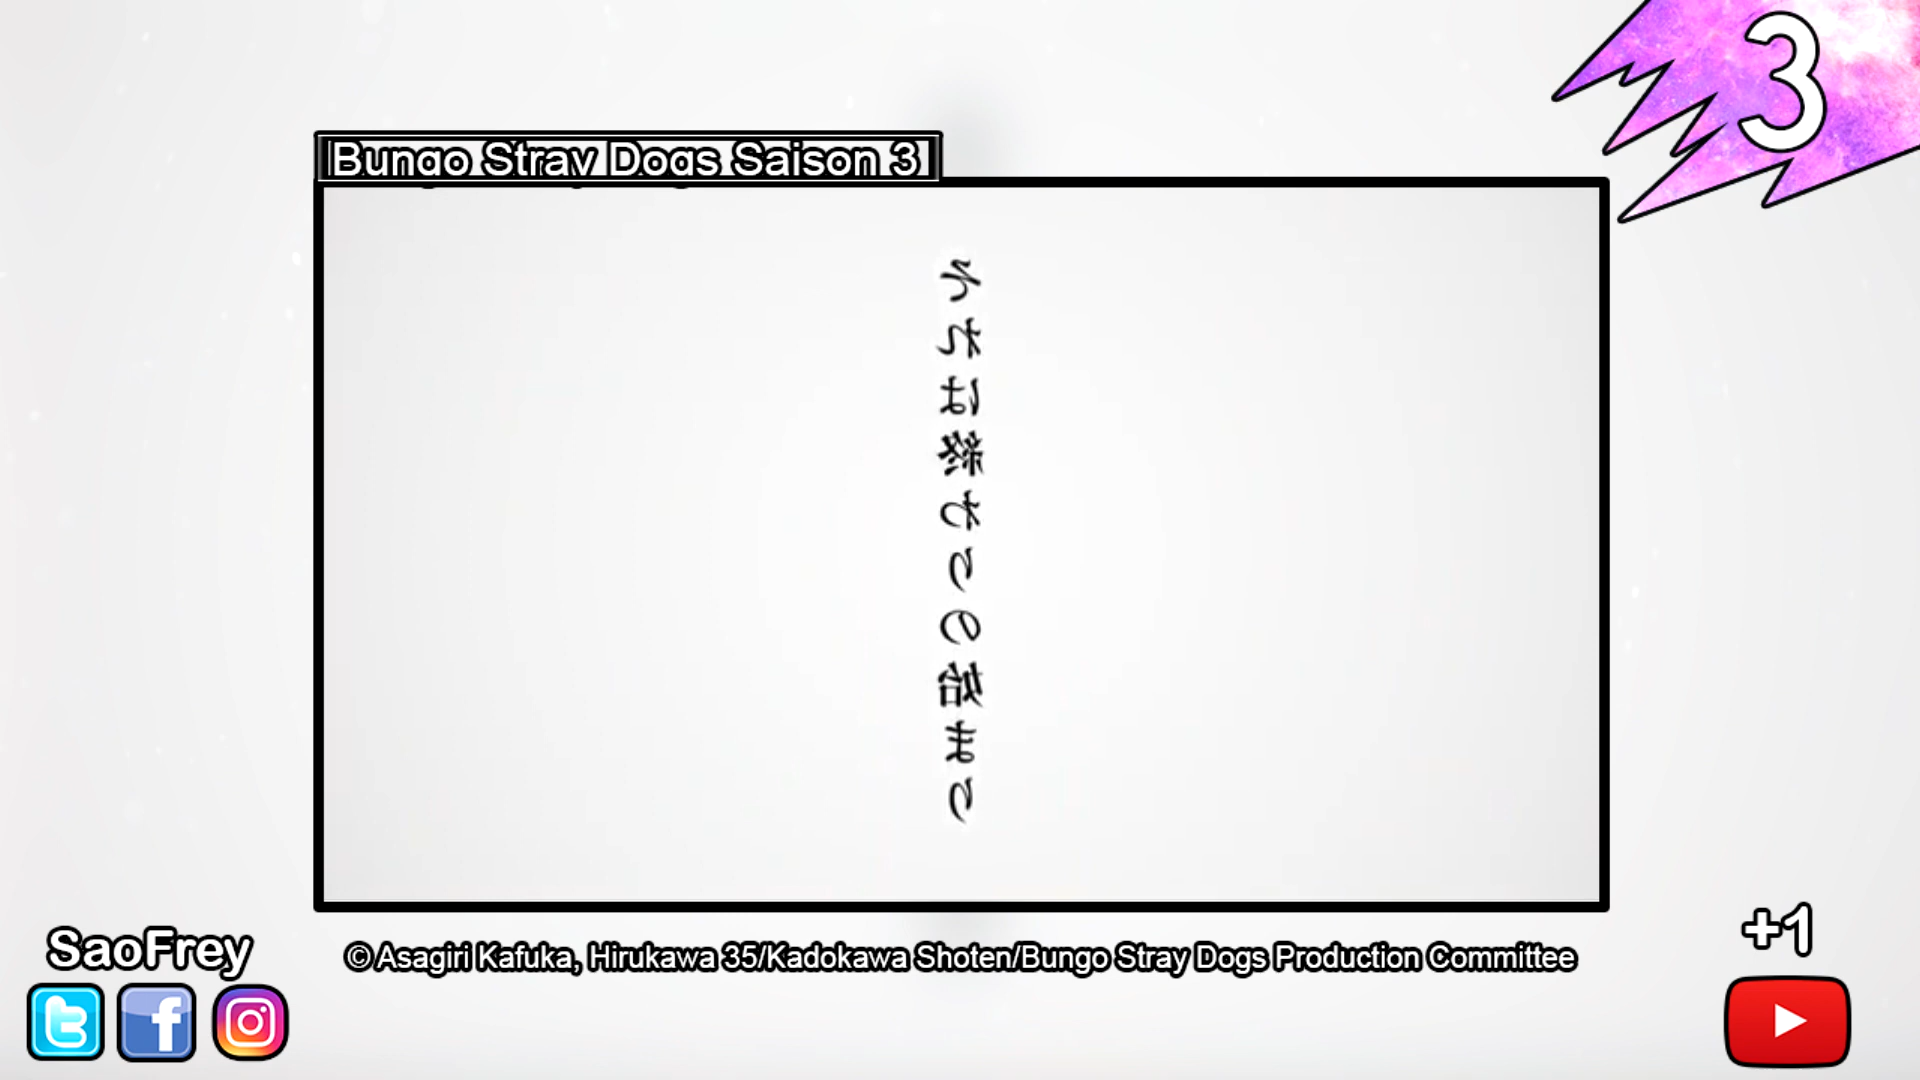 3
Bungo Stray Dogs Saison 3
それは終わりの始まり
SaoFrey
© Asagiri Kafuka, Hirukawa 35/Kadokawa Shoten/Bungo Stray Dogs Production Committee
+1